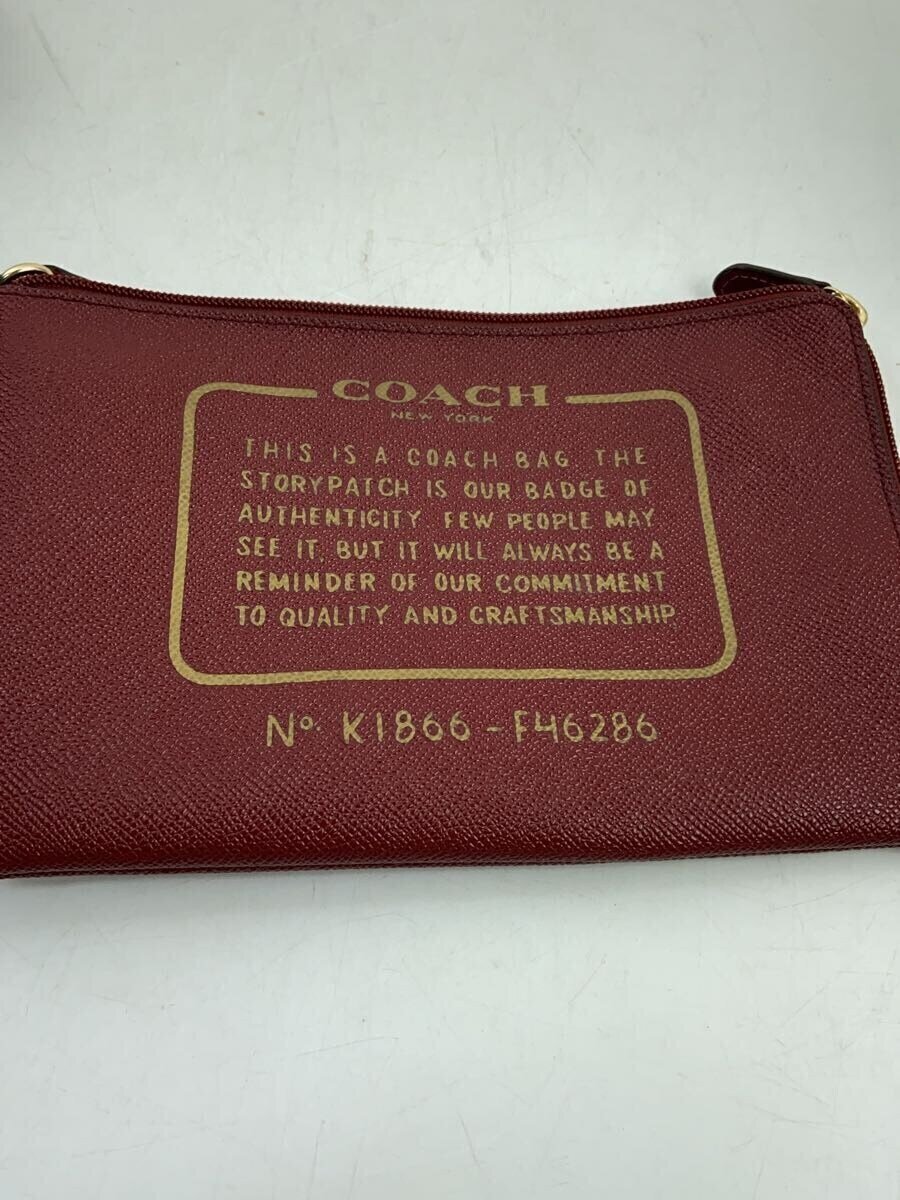 COACH
NEW YORK
THIS IS A COACH BAG. THE
STORYPATCH IS OUR BADGE OF
AUTHENTICITY. FEW PEOPLE MAY
SEE IT, BUT IT WILL ALWAYS BE A
REMINDER OF OUR COMMITMENT
TO QUALITY AND CRAFTSMANSHIP.
Nº. K1866-F46286